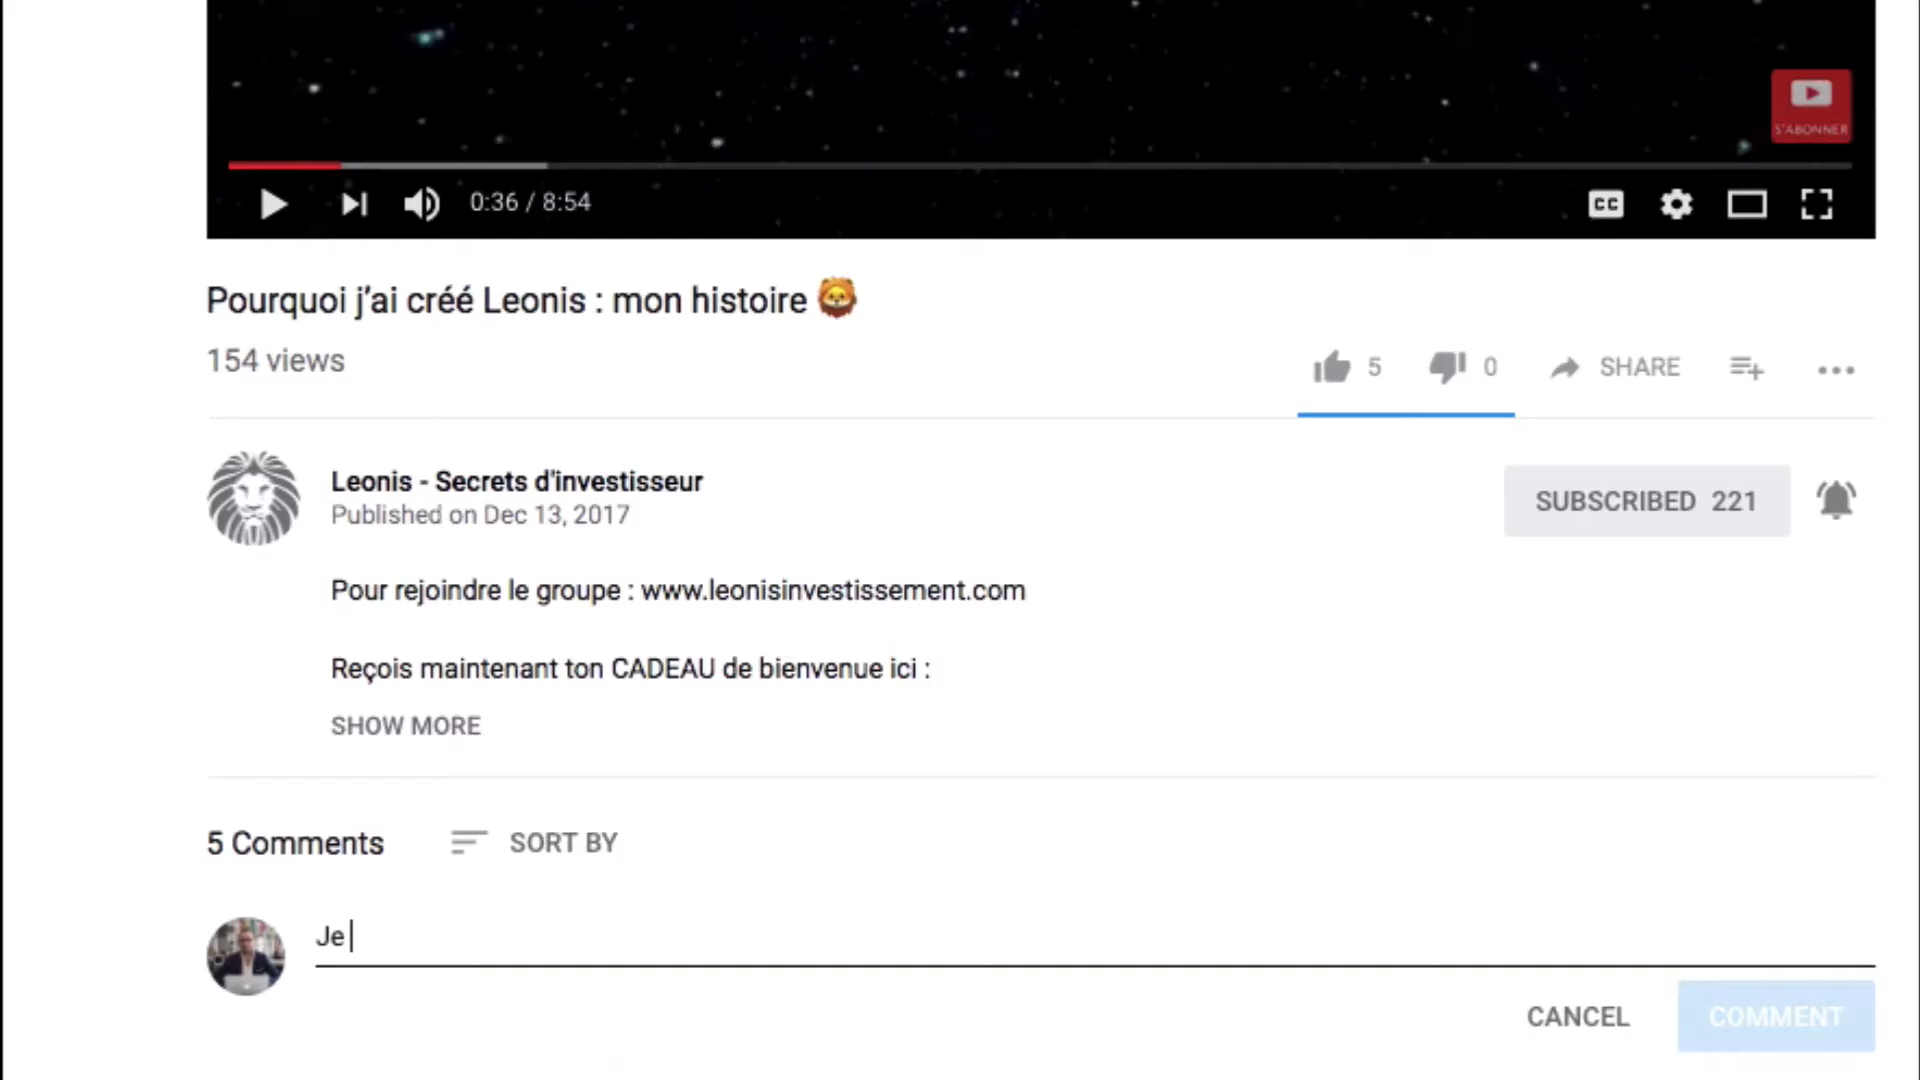 S'ABONNER
0:36 / 8:54
CC
Pourquoi j'ai créé Leonis : mon histoire 🦁
154 views
5 0 SHARE
Leonis - Secrets d'investisseur
Published on Dec 13, 2017
SUBSCRIBED 221
Pour rejoindre le groupe : www.leonisinvestissement.com
Reçois maintenant ton CADEAU de bienvenue ici :
SHOW MORE
5 Comments SORT BY
Je
CANCEL COMMENT